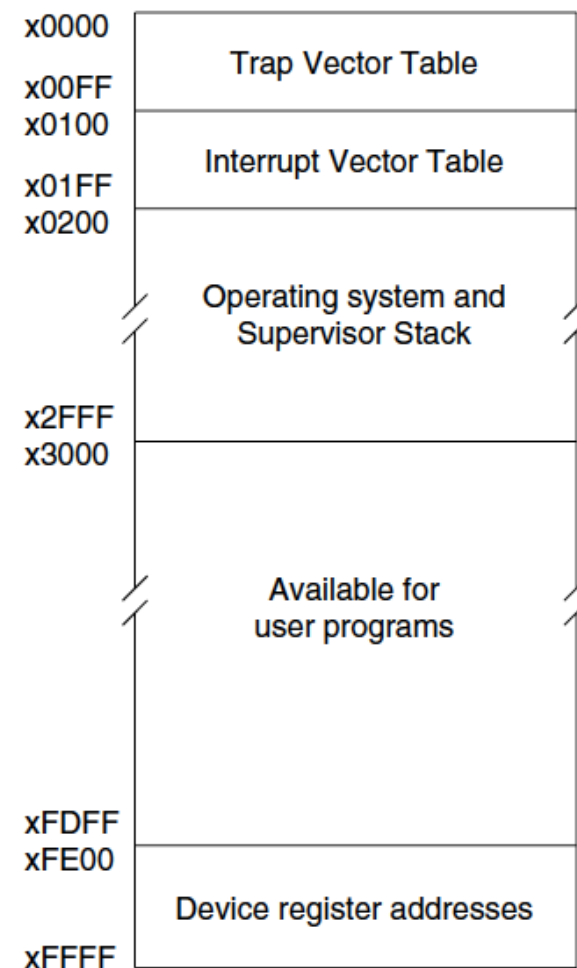 x0000
Trap Vector Table
x00FF
x0100
Interrupt Vector Table
x01FF
x0200
Operating system and
Supervisor Stack
x2FFF
x3000
Available for
user programs
xFDFF
xFE00
Device register addresses
xFFFF